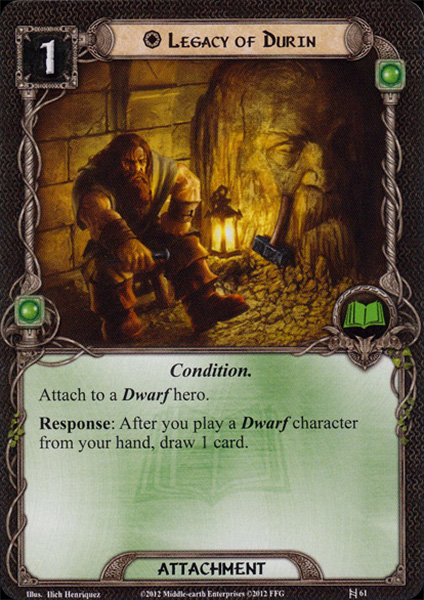 1
Legacy of Durin
Condition.
Attach to a Dwarf hero.
Response: After you play a Dwarf character
from your hand, draw 1 card.
Attachment
Illus. Ilich Henriquez ©2012 Middle-earth Enterprises ©2012 FFG 61